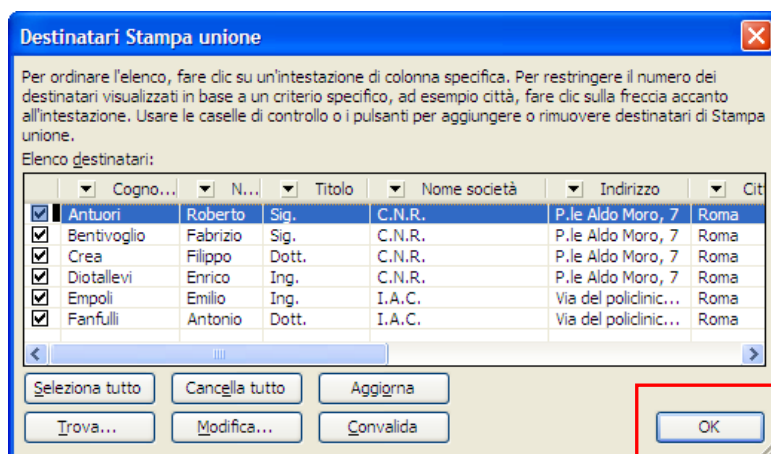 Destinatari Stampa unione
Per ordinare l'elenco, fare clic su un'intestazione di colonna specifica. Per restringere il numero dei
destinatari visualizzati in base a un criterio specifico, ad esempio città, fare clic sulla freccia accanto
all'intestazione. Usare le caselle di controllo o i pulsanti per aggiungere o rimuovere destinatari di Stampa
unione.
Elenco destinatari:
Cogno... N... Titolo Nome società Indirizzo Citt
Antuori Roberto Sig. C.N.R. P.le Aldo Moro, 7 Roma
Bentivoglio Fabrizio Sig. C.N.R. P.le Aldo Moro, 7 Roma
Crea Filippo Dott. C.N.R. P.le Aldo Moro, 7 Roma
Diotallevi Enrico Ing. C.N.R. P.le Aldo Moro, 7 Roma
Empoli Emilio Ing. I.A.C. Via del policlinic... Roma
Fanfulli Antonio Dott. I.A.C. Via del policlinic... Roma
Seleziona tutto Cancella tutto Aggiorna
Trova... Modifica... Convalida OK